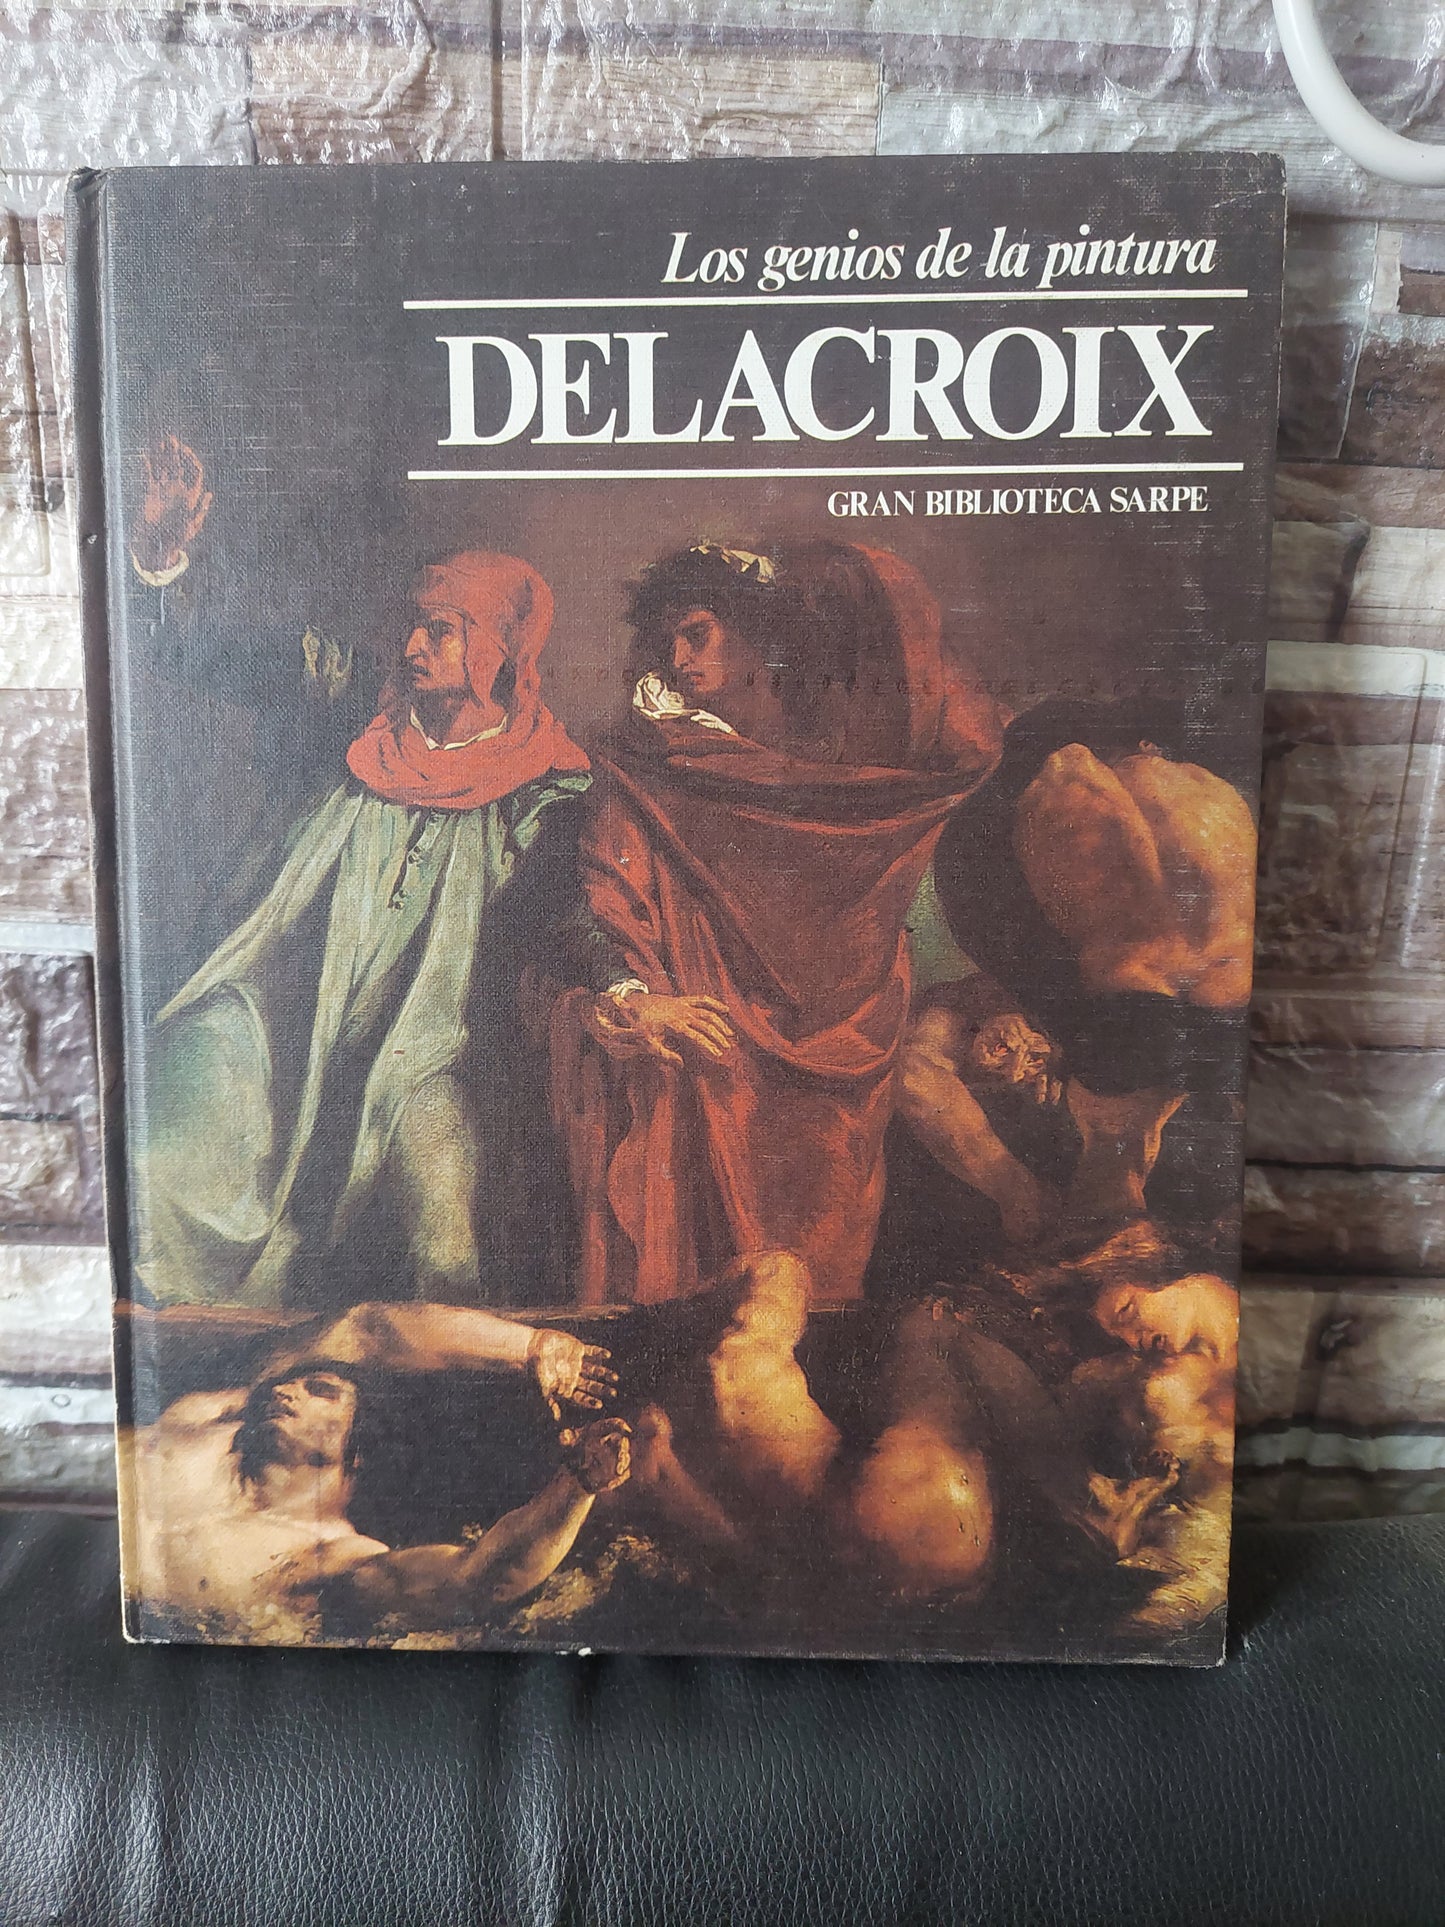 Los genios de la pintura
DELACROIX
GRAN BIBLIOTECA SARPE